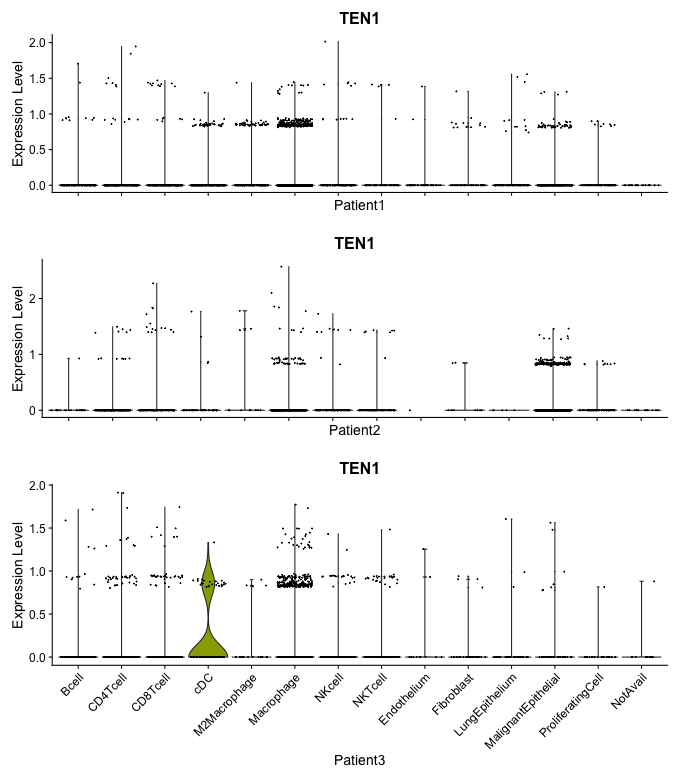 TEN1
Expression Level
2.0
1.5
1.0
0.5
0.0
Patient1
TEN1
Expression Level
2
1
0
Patient2
TEN1
Expression Level
2.0
1.5
1.0
0.5
0.0
Bcell
CD4Tcell
CD8Tcell
cDC
M2Macrophage
Macrophage
NKcell
NKTcell
Endothelium
Fibroblast
LungEpithelium
MalignantEpithelial
ProliferatingCell
NotAvail
Patient3